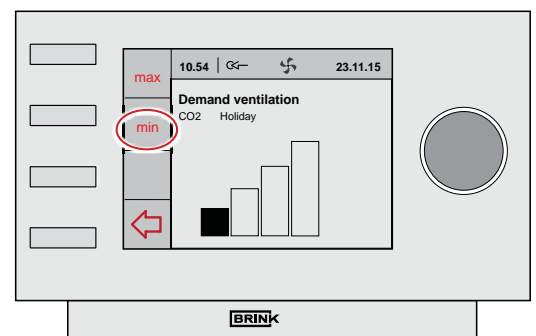 max
10.54
23.11.15
Demand ventilation
min
CO2 Holiday
BRINK